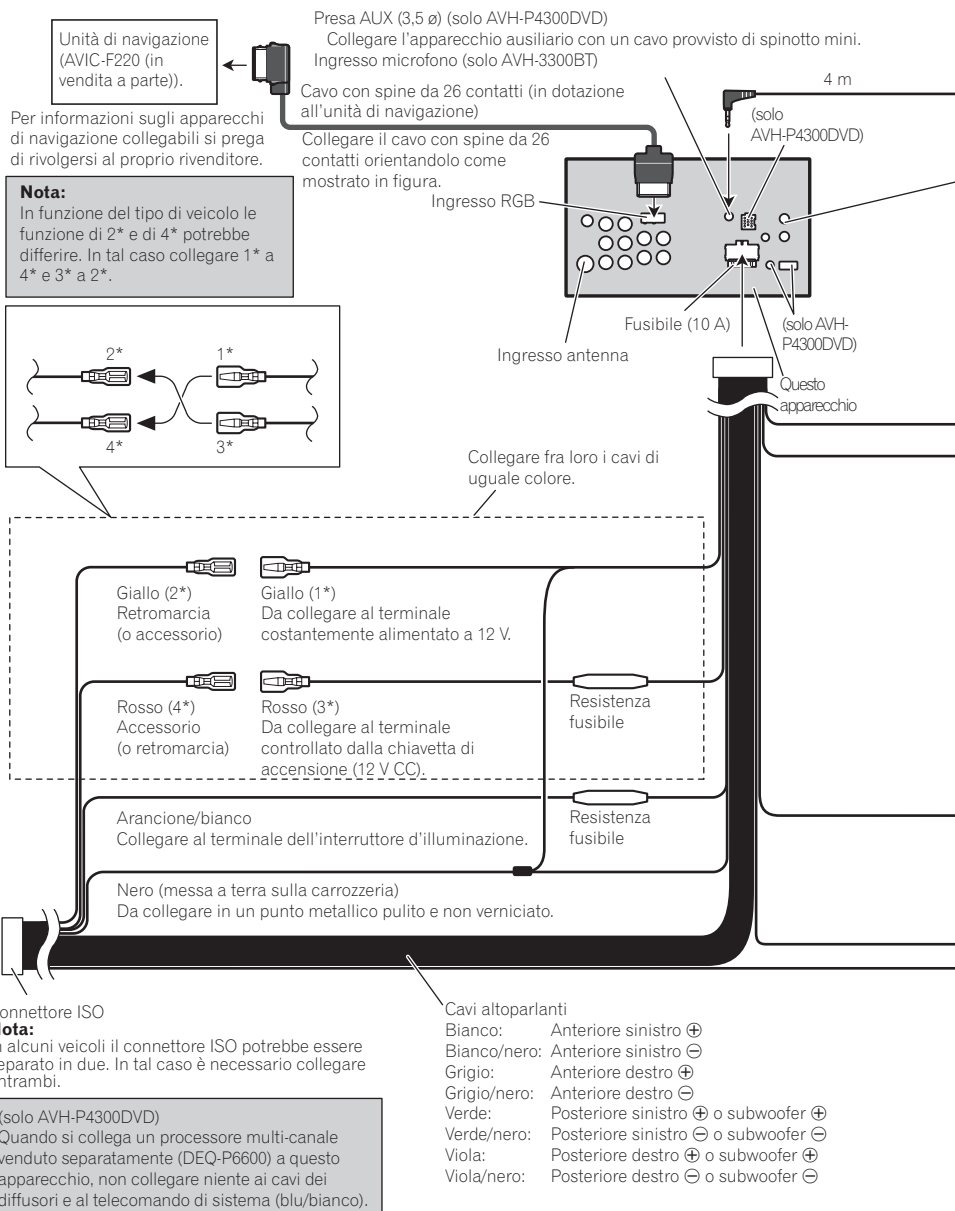 Presa AUX (3,5 ø) (solo AVH-P4300DVD)
Collegare l'apparecchio ausiliario con un cavo provvisto di spinotto mini.
Ingresso microfono (solo AVH-3300BT)
Unità di navigazione
(AVIC-F220 (in
vendita a parte)).
4 m
Cavo con spine da 26 contatti (in dotazione
all'unità di navigazione)
(solo
AVH-P4300DVD)
Per informazioni sugli apparecchi
di navigazione collegabili si prega
di rivolgersi al proprio rivenditore.
Collegare il cavo con spine da 26
contatti orientandolo come
mostrato in figura.
Ingresso RGB
Nota:
In funzione del tipo di veicolo le
funzione di 2* e di 4* potrebbe
differire. In tal caso collegare 1* a
4* e 3* a 2*.
Fusibile (10 A)
(solo AVH-
P4300DVD)
Ingresso antenna
Questo
apparecchio
2*
1*
4*
3*
Collegare fra loro i cavi di
uguale colore.
Giallo (2*)
Retromarcia
(o accessorio)
Giallo (1*)
Da collegare al terminale
costantemente alimentato a 12 V.
Rosso (4*)
Accessorio
(o retromarcia)
Rosso (3*)
Da collegare al terminale
controllato dalla chiavetta di
accensione (12 V CC).
Resistenza
fusibile
Arancione/bianco
Collegare al terminale dell'interruttore d'illuminazione.
Resistenza
fusibile
Nero (messa a terra sulla carrozzeria)
Da collegare in un punto metallico pulito e non verniciato.
onnettore ISO
ota:
n alcuni veicoli il connettore ISO potrebbe essere
eparato in due. In tal caso è necessario collegare
ntrambi.
(solo AVH-P4300DVD)
Quando si collega un processore multi-canale
venduto separatamente (DEQ-P6600) a questo
apparecchio, non collegare niente ai cavi dei
diffusori e al telecomando di sistema (blu/bianco).
Cavi altoparlanti
Bianco: Anteriore sinistro ⊕
Bianco/nero: Anteriore sinistro ⊖
Grigio: Anteriore destro ⊕
Grigio/nero: Anteriore destro ⊖
Verde: Posteriore sinistro ⊕ o subwoofer ⊕
Verde/nero: Posteriore sinistro ⊖ o subwoofer ⊖
Viola: Posteriore destro ⊕ o subwoofer ⊕
Viola/nero: Posteriore destro ⊖ o subwoofer ⊖